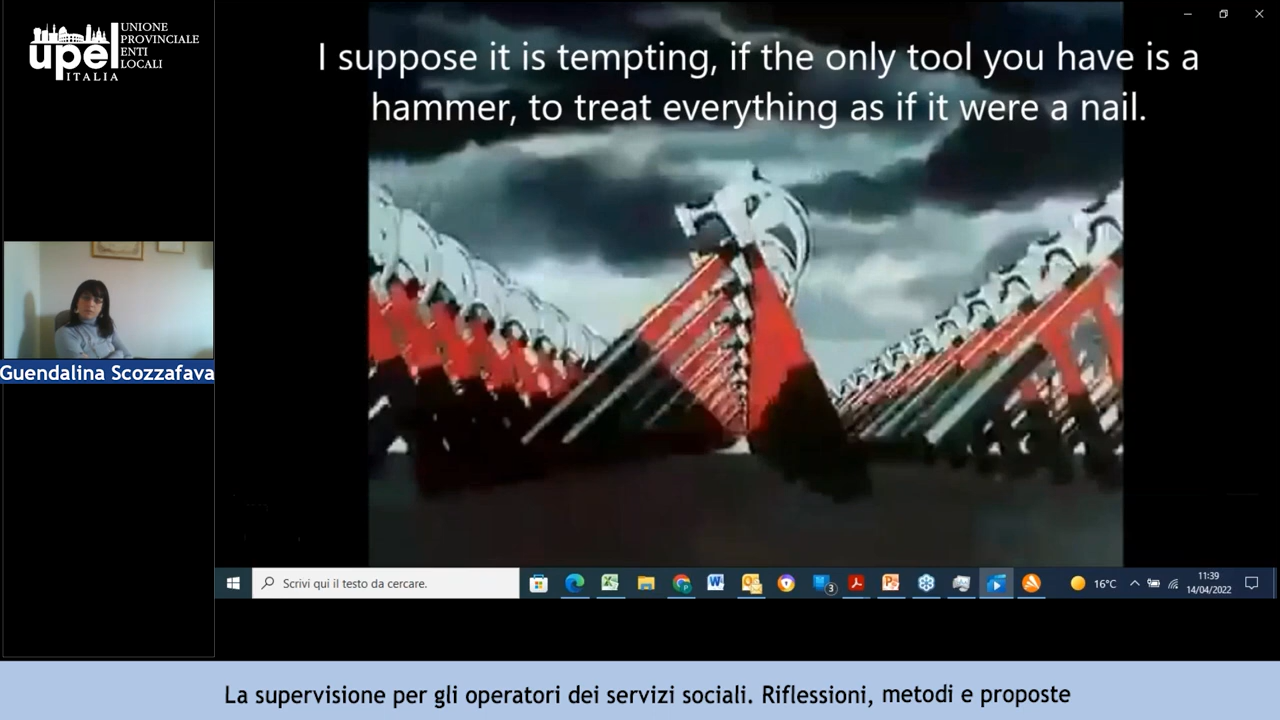 upel
ITALIA
UNIONE
PROVINCIALE
ENTI
LOCALI
I suppose it is tempting, if the only tool you have is a
hammer, to treat everything as if it were a nail.
Guendalina Scozzafava
Scrivi qui il testo da cercare.
3
16°C
11:39
14/04/2022
La supervisione per gli operatori dei servizi sociali. Riflessioni, metodi e proposte